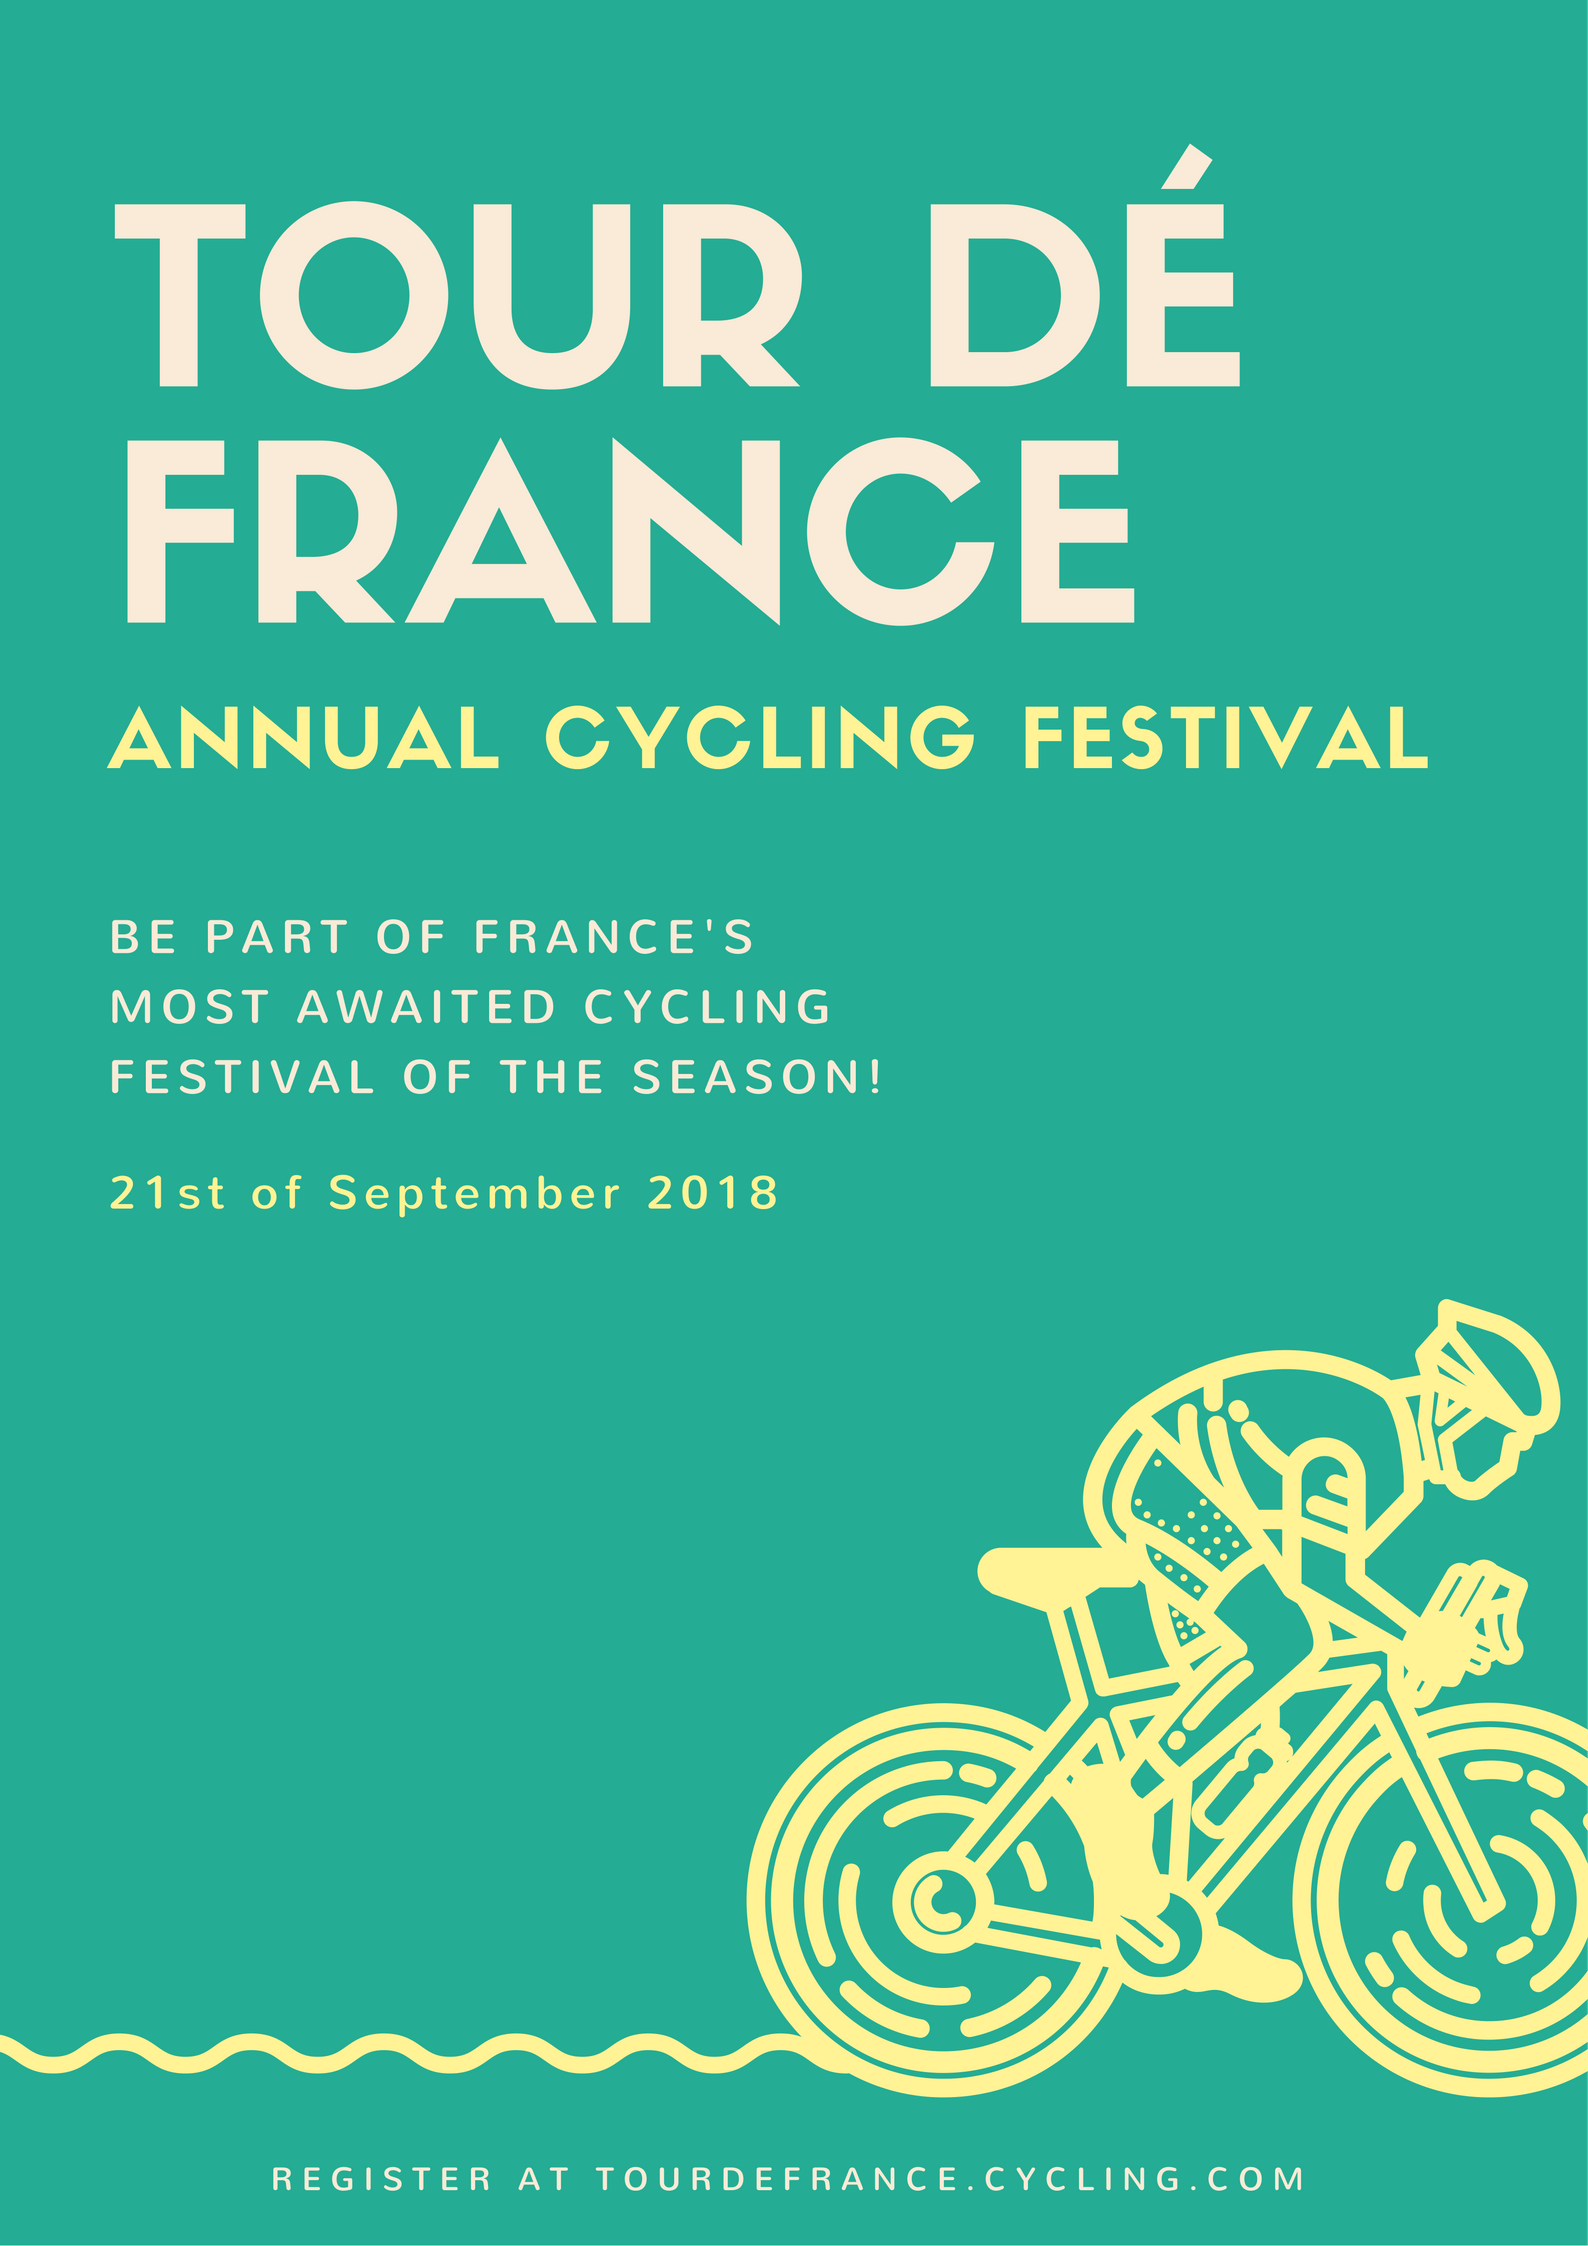 TOUR DÉ
FRANCE
ANNUAL CYCLING FESTIVAL
BE PART OF FRANCE'S
MOST AWAITED CYCLING
FESTIVAL OF THE SEASON!
21st of September 2018
REGISTER AT TOURDEFRANCE.CYCLING.COM